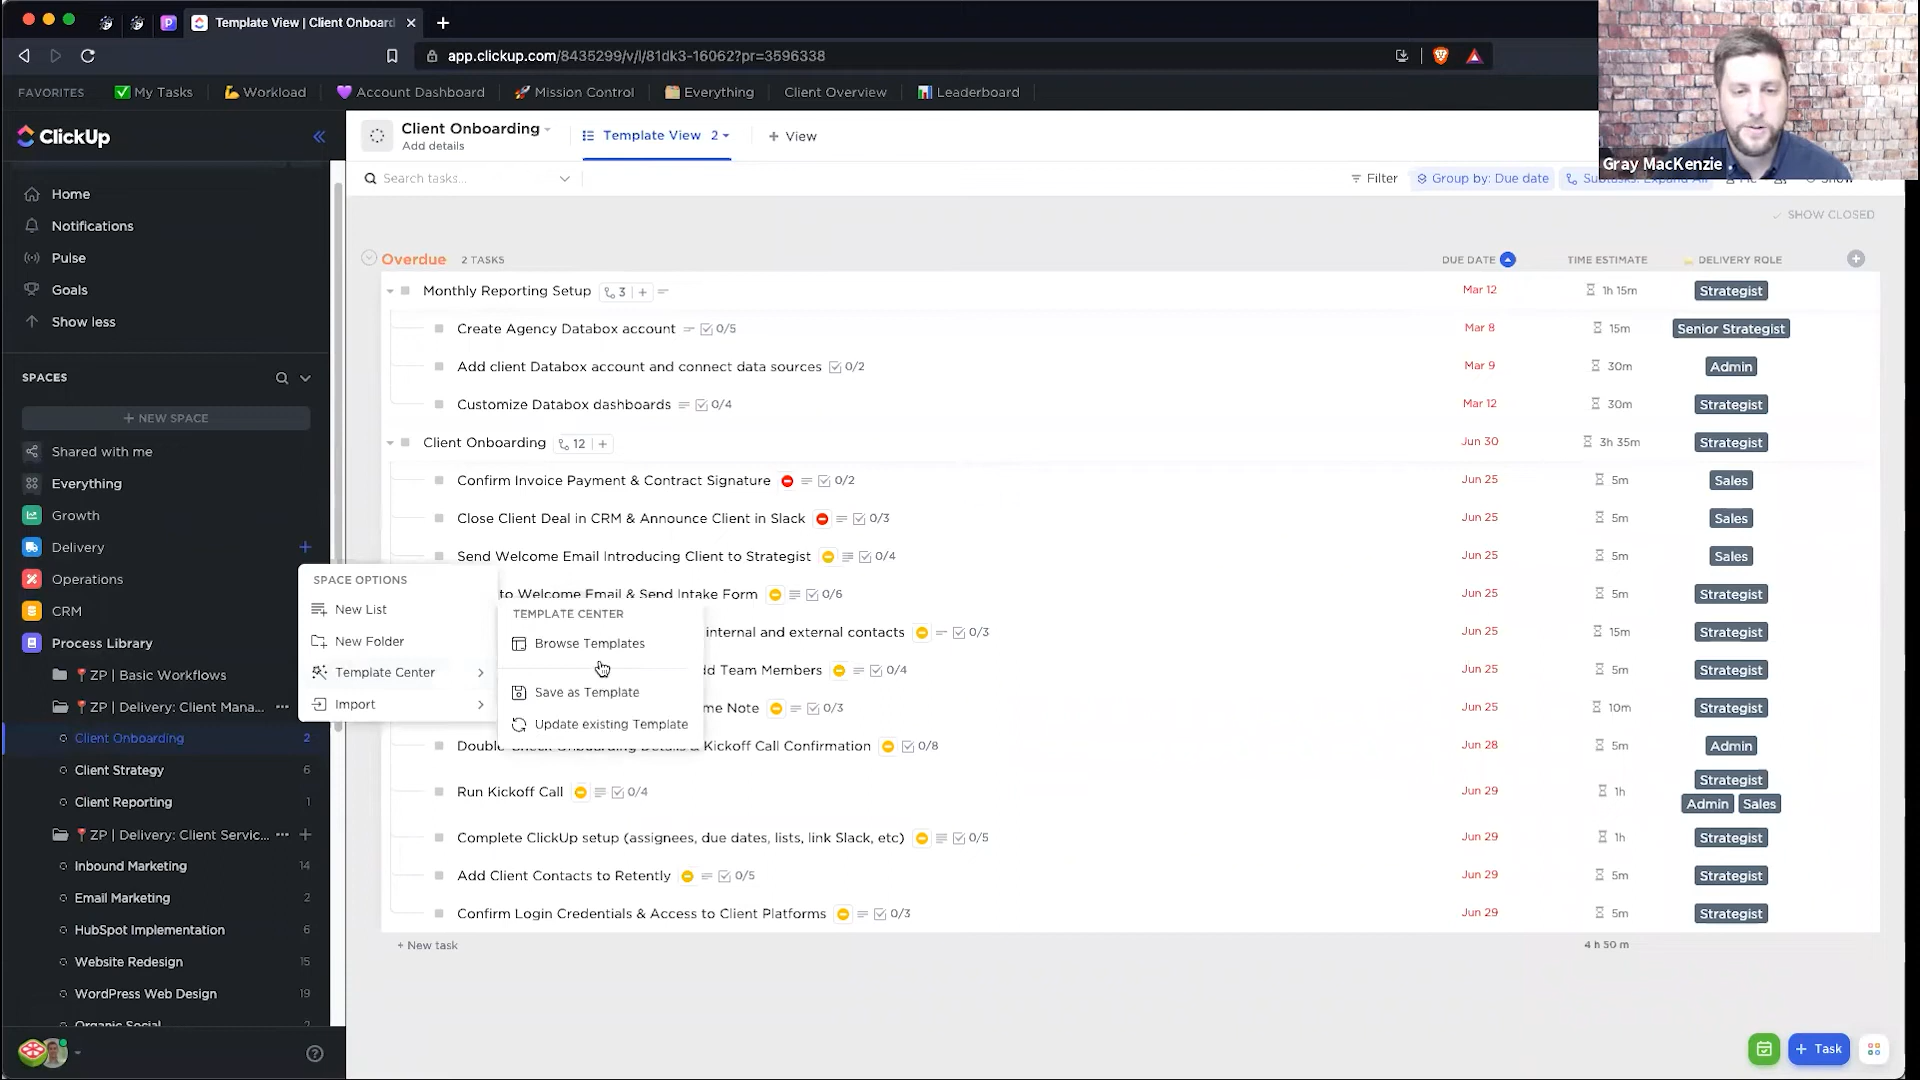 Template View | Client Onboard
app.clickup.com/8435299/v/l/81dk3-16062?pr=3596338
FAVORITES
My Tasks
Workload
Account Dashboard
Mission Control
Everything
Client Overview
Leaderboard
Gray MacKenzie
ClickUp
Home
Notifications
Pulse
Goals
Show less
SPACES
+ NEW SPACE
Shared with me
Everything
Growth
Delivery
Operations
CRM
Process Library
ZP | Basic Workflows
ZP | Delivery: Client Mana...
Client Onboarding 2
Client Strategy 6
Client Reporting 1
ZP | Delivery: Client Servic...
Inbound Marketing 14
Email Marketing 2
HubSpot Implementation 6
Website Redesign 15
WordPress Web Design 19
Organic Social 2
Client Onboarding
Add details
Template View 2
+ View
Search tasks...
Filter
Group by: Due date
Subtasks: Expand All
Me
Show
SHOW CLOSED
Overdue 2 TASKS DUE DATE TIME ESTIMATE DELIVERY ROLE
Monthly Reporting Setup 3 + Mar 12 1h 15m Strategist
Create Agency Databox account 0/5 Mar 8 15m Senior Strategist
Add client Databox account and connect data sources 0/2 Mar 9 30m Admin
Customize Databox dashboards 0/4 Mar 12 30m Strategist
Client Onboarding 12 + Jun 30 3h 35m Strategist
Confirm Invoice Payment & Contract Signature 0/2 Jun 25 5m Sales
Close Client Deal in CRM & Announce Client in Slack 0/3 Jun 25 5m Sales
Send Welcome Email Introducing Client to Strategist 0/4 Jun 25 5m Sales
to Welcome Email & Send Intake Form 0/6 Jun 25 5m Strategist
internal and external contacts 0/3 Jun 25 15m Strategist
dd Team Members 0/4 Jun 25 5m Strategist
me Note 0/3 Jun 25 10m Strategist
Double Check Onboarding Details & Kickoff Call Confirmation 0/8 Jun 28 5m Admin
Run Kickoff Call 0/4 Jun 29 1h Strategist
Admin Sales
Complete ClickUp setup (assignees, due dates, lists, link Slack, etc) 0/5 Jun 29 1h Strategist
Add Client Contacts to Retently 0/5 Jun 29 5m Strategist
Confirm Login Credentials & Access to Client Platforms 0/3 Jun 29 5m Strategist
+ New task 4 h 50 m
SPACE OPTIONS
New List
New Folder
Template Center
Import
TEMPLATE CENTER
Browse Templates
Save as Template
Update existing Template
+ Task